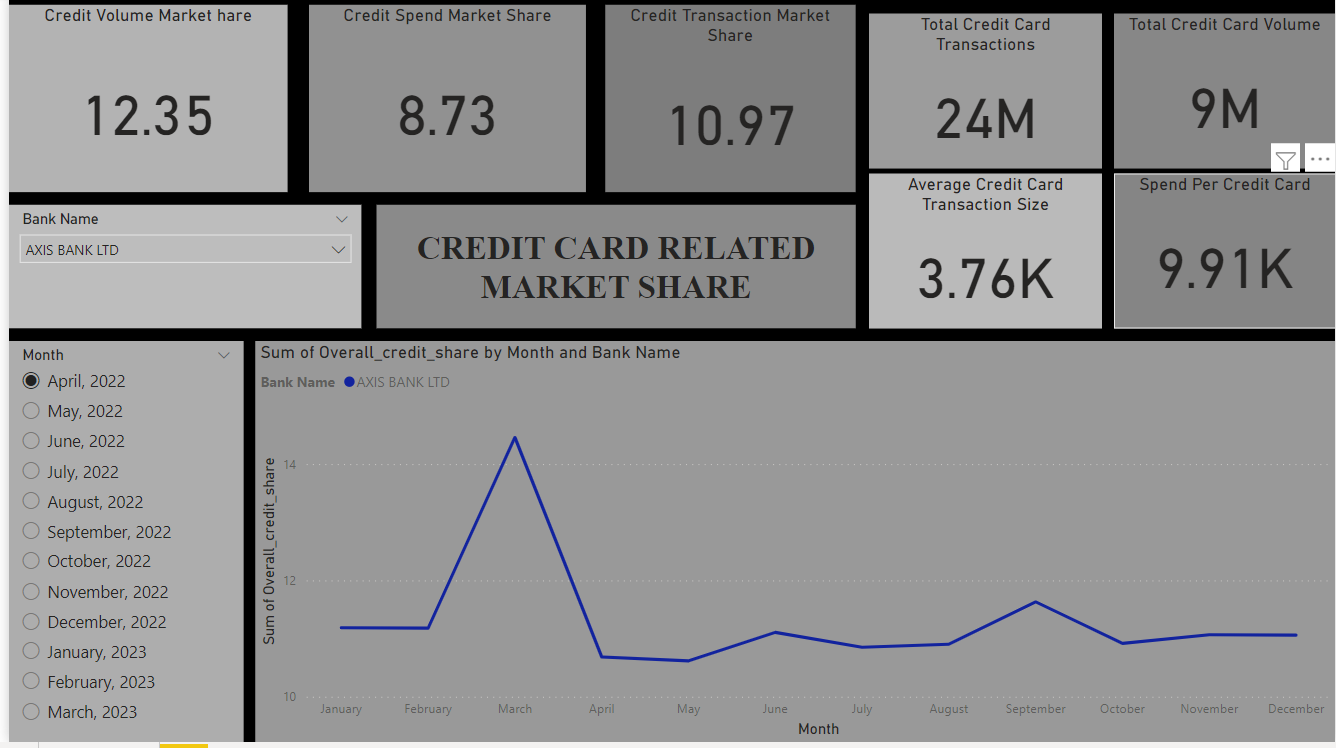 Credit Volume Market hare
12.35
Credit Spend Market Share
8.73
Credit Transaction Market
Share
10.97
Total Credit Card
Transactions
24M
Total Credit Card Volume
9M
Average Credit Card
Transaction Size
3.76K
Spend Per Credit Card
9.91K
Bank Name
AXIS BANK LTD
CREDIT CARD RELATED
MARKET SHARE
Month
April, 2022
May, 2022
June, 2022
July, 2022
August, 2022
September, 2022
October, 2022
November, 2022
December, 2022
January, 2023
February, 2023
March, 2023
Sum of Overall_credit_share by Month and Bank Name
Bank Name AXIS BANK LTD
Sum of Overall_credit_share
14
12
10
January February March April May June July August September October November December
Month